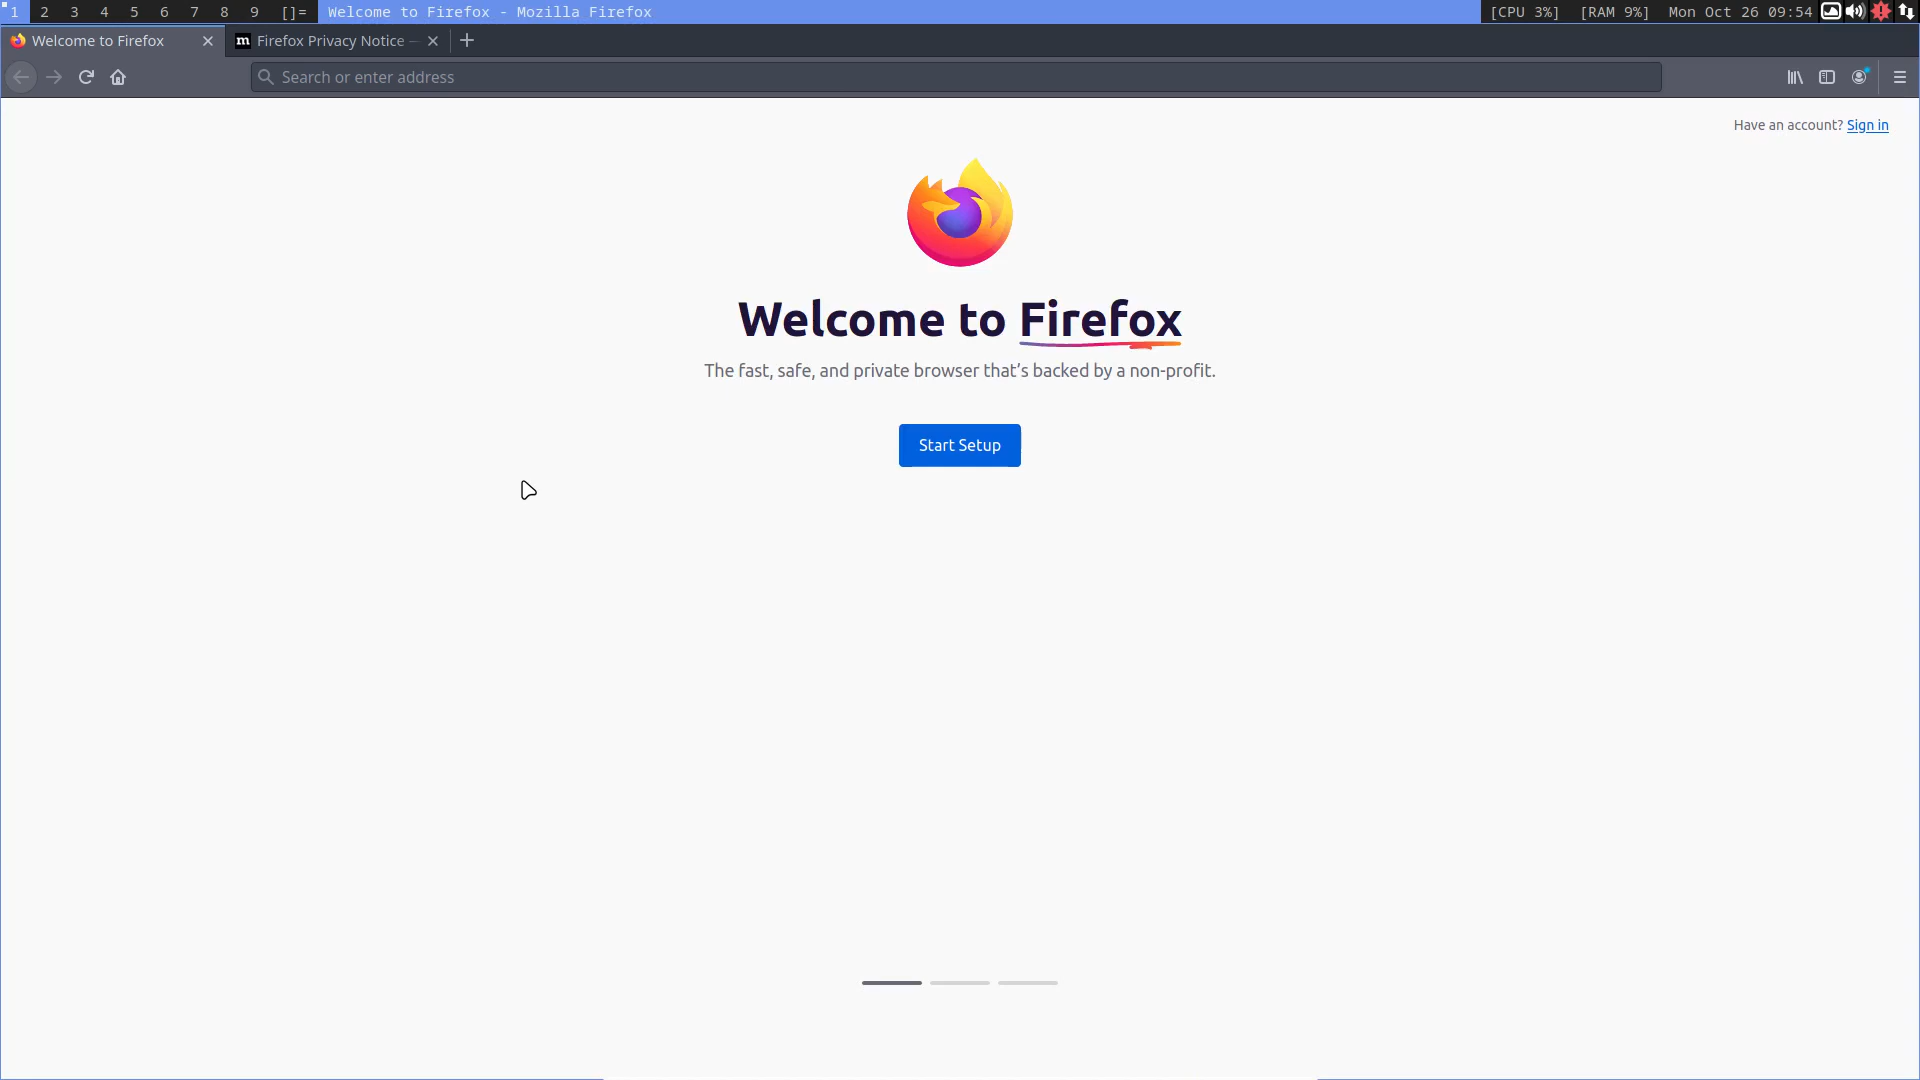 1 2 3 4 5 6 7 8 9 []= Welcome to Firefox - Mozilla Firefox [CPU 3%] [RAM 9%] Mon Oct 26 09:54
Welcome to Firefox m Firefox Privacy Notice —
Search or enter address
Have an account? Sign in
Welcome to Firefox
The fast, safe, and private browser that’s backed by a non-profit.
Start Setup